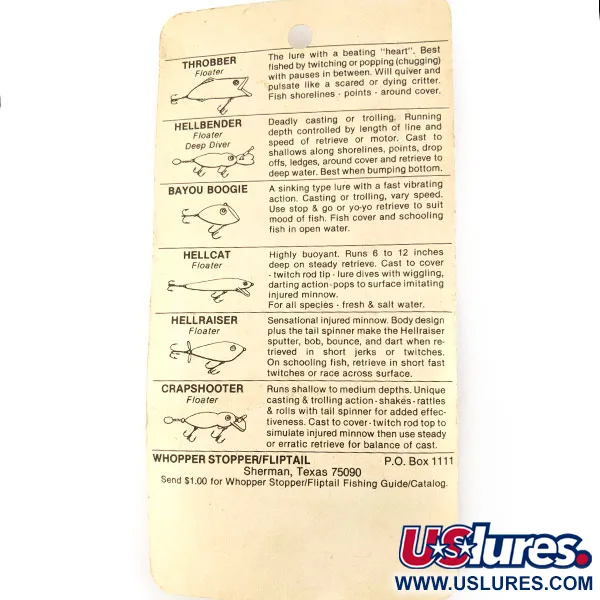 THROBBER
Floater
The lure with a beating "heart". Best
fished by twitching or popping (chugging)
with pauses in between. Will quiver and
pulsate like a scared or dying critter.
Fish shorelines - points - around cover.
HELLBENDER
Floater
Deep Diver
Deadly casting or trolling. Running
depth controlled by length of line and
speed of retrieve or motor. Cast to
shallows along shorelines, points, drop
offs, ledges, around cover and retrieve to
deep water. Best when bumping bottom.
BAYOU BOOGIE
A sinking type lure with a fast vibrating
action. Casting or trolling, vary speed.
Use stop & go or yo-yo retrieve to suit
mood of fish. Fish cover and schooling
fish in open water.
HELLCAT
Floater
Highly buoyant. Runs 6 to 12 inches
deep on steady retrieve. Cast to cover
- twitch rod tip - lure dives with wiggling,
darting action - pops to surface imitating
injured minnow.
For all species - fresh & salt water.
HELLRAISER
Floater
Sensational injured minnow. Body design
plus the tail spinner make the Hellraiser
sputter, bob, bounce, and dart when re-
trieved in short jerks or twitches.
On schooling fish, retrieve in short fast
twitches or race across surface.
CRAPSHOOTER
Floater
Runs shallow to medium depths. Unique
casting & trolling action - shakes - rattles
& rolls with tail spinner for added effec-
tiveness. Cast to cover - twitch rod top to
simulate injured minnow then use steady
or erratic retrieve for balance of cast.
WHOPPER STOPPER/FLIPTAIL P.O. Box 1111
Sherman, Texas 75090
Send $1.00 for Whopper Stopper/Fliptail Fishing Guide/Catalog.
USlures.
WWW.USLURES.COM